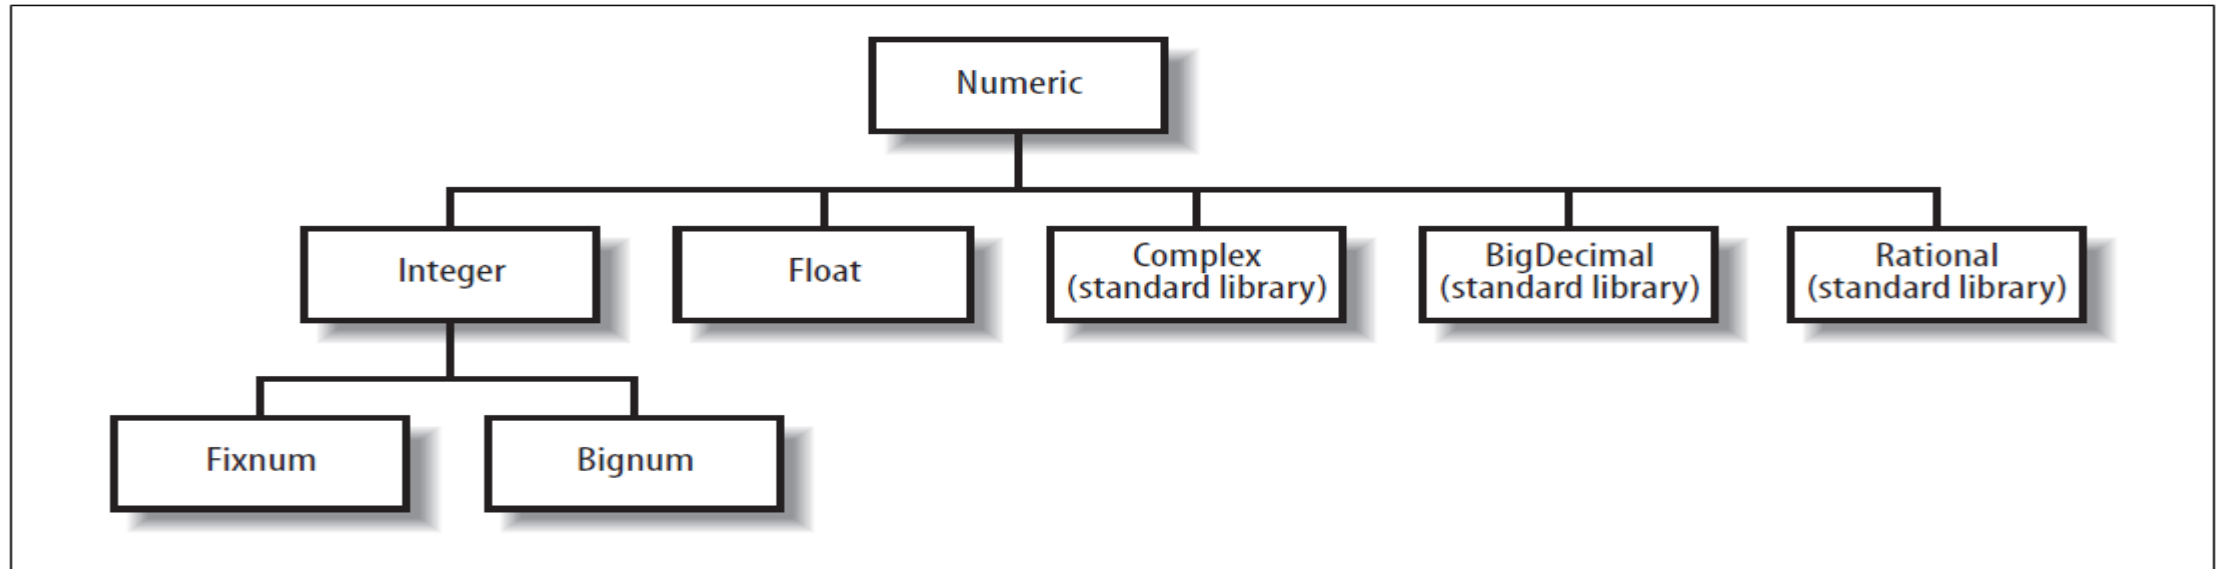 Numeric
Integer
Float
Complex
(standard library)
BigDecimal
(standard library)
Rational
(standard library)
Fixnum
Bignum